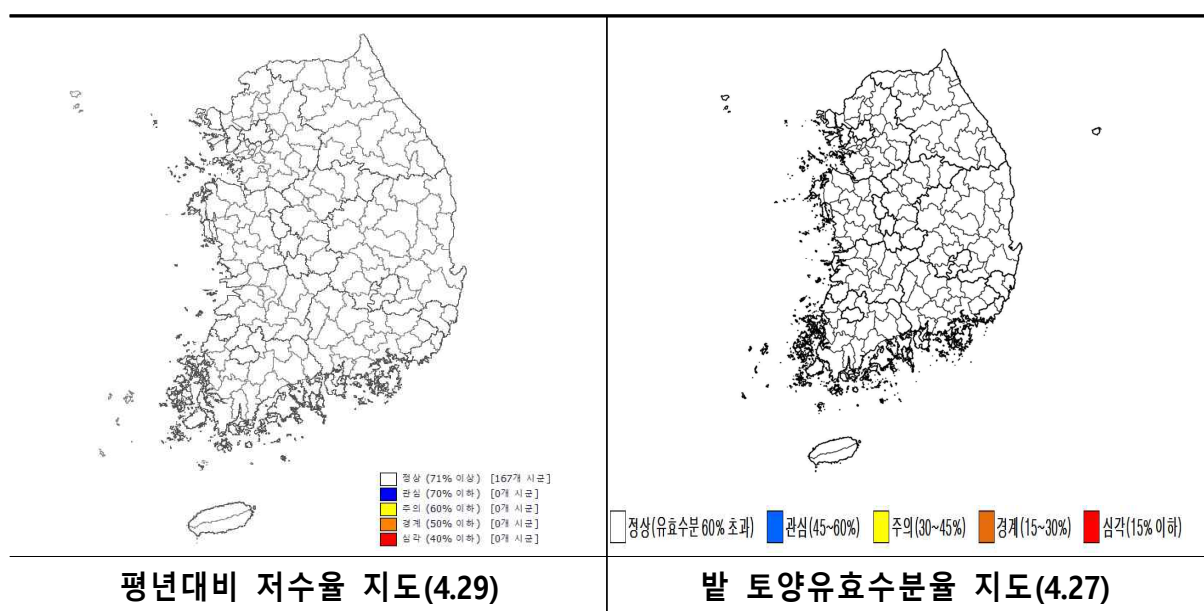 정상 (71% 이상) [167개 시군]
관심 (70% 이하) [0개 시군]
주의 (60% 이하) [0개 시군]
경계 (50% 이하) [0개 시군]
심각 (40% 이하) [0개 시군]
정상(유효수분 60% 초과) 관심(45~60%) 주의(30~45%) 경계(15~30%) 심각(15% 이하)
평년대비 저수율 지도(4.29)
밭 토양유효수분율 지도(4.27)